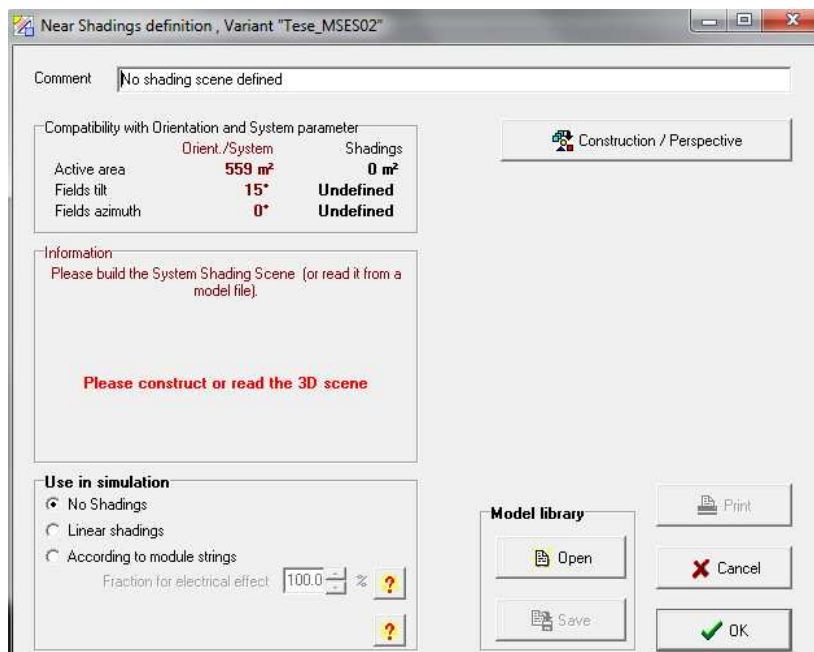 Near Shadings definition , Variant "Tese_MSES02"
Comment No shading scene defined
Compatibility with Orientation and System parameter
Orient./System Shadings
Active area 559 m² 0 m²
Fields tilt 15° Undefined
Fields azimuth 0° Undefined
Construction / Perspective
Information
Please build the System Shading Scene (or read it from a
model file).
Please construct or read the 3D scene
Use in simulation
No Shadings
Linear shadings
According to module strings
Fraction for electrical effect 100.0 % ?
?
Model library
Open
Save
Print
Cancel
OK